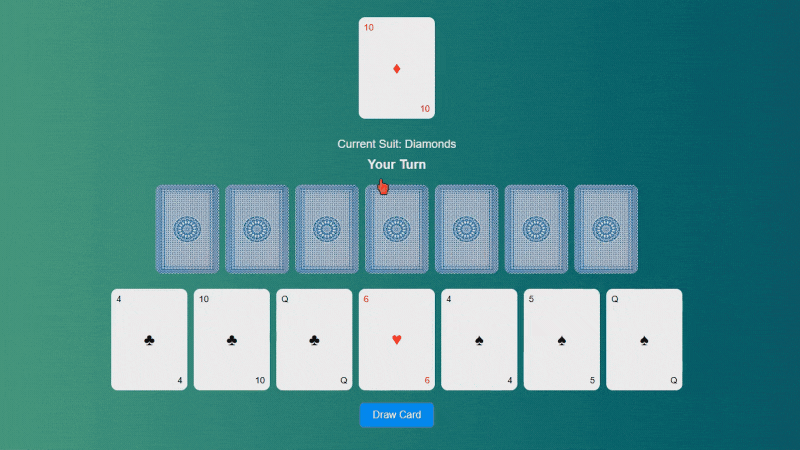 10
♦
10
Current Suit: Diamonds
Your Turn
4 10 Q 6 4 5 Q
♣ ♣ ♣ ♥ ♠ ♠ ♠
4 10 Q 6 4 5 Q
Draw Card